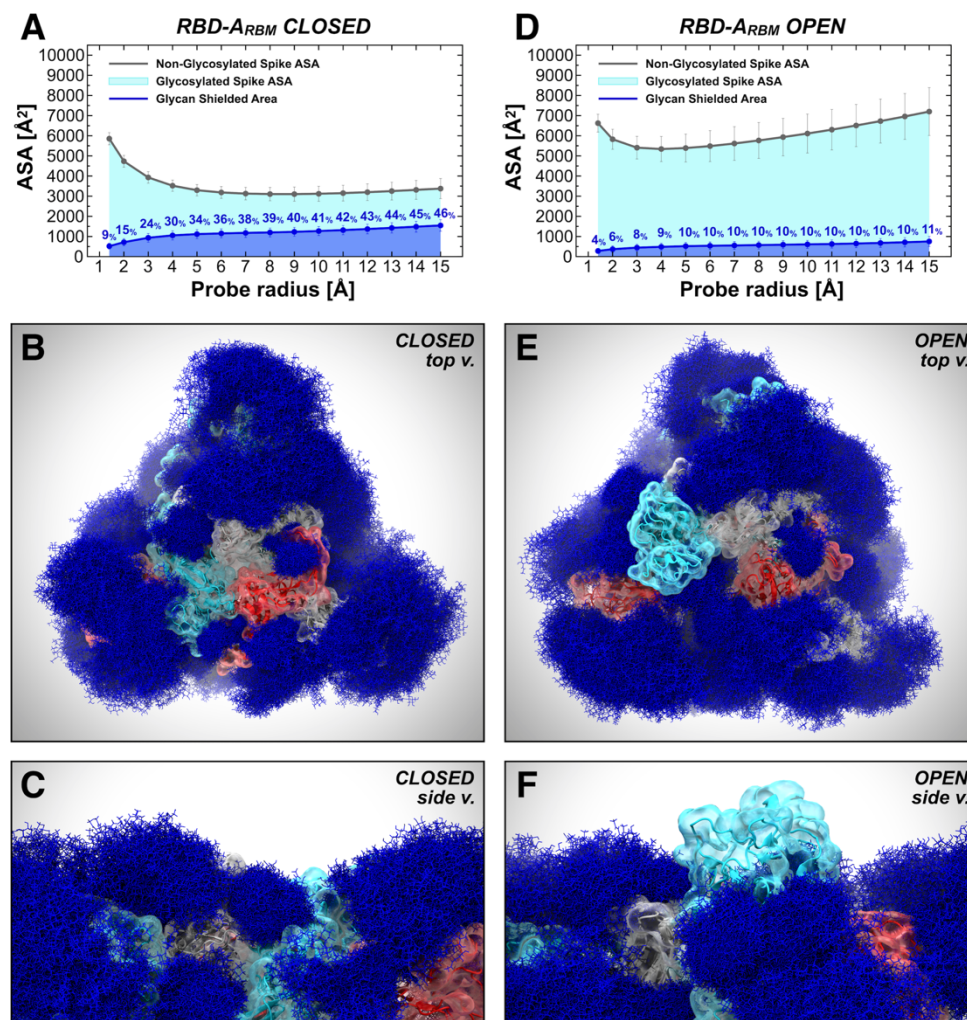 A
RBD-ARBM CLOSED
10000
9000
8000
7000
6000
5000
4000
3000
2000
1000
0
ASA [Å2]
Non-Glycosylated Spike ASA
Glycosylated Spike ASA
Glycan Shielded Area
9% 15% 24% 30% 34% 36% 38% 39% 40% 41% 42% 43% 44% 45% 46%
1 2 3 4 5 6 7 8 9 10 11 12 13 14 15
Probe radius [Å]
D
RBD-ARBM OPEN
10000
9000
8000
7000
6000
5000
4000
3000
2000
1000
0
ASA [Å2]
Non-Glycosylated Spike ASA
Glycosylated Spike ASA
Glycan Shielded Area
4% 6% 8% 9% 10% 10% 10% 10% 10% 10% 10% 10% 10% 10% 11%
1 2 3 4 5 6 7 8 9 10 11 12 13 14 15
Probe radius [Å]
B
CLOSED
top v.
E
OPEN
top v.
C
CLOSED
side v.
F
OPEN
side v.